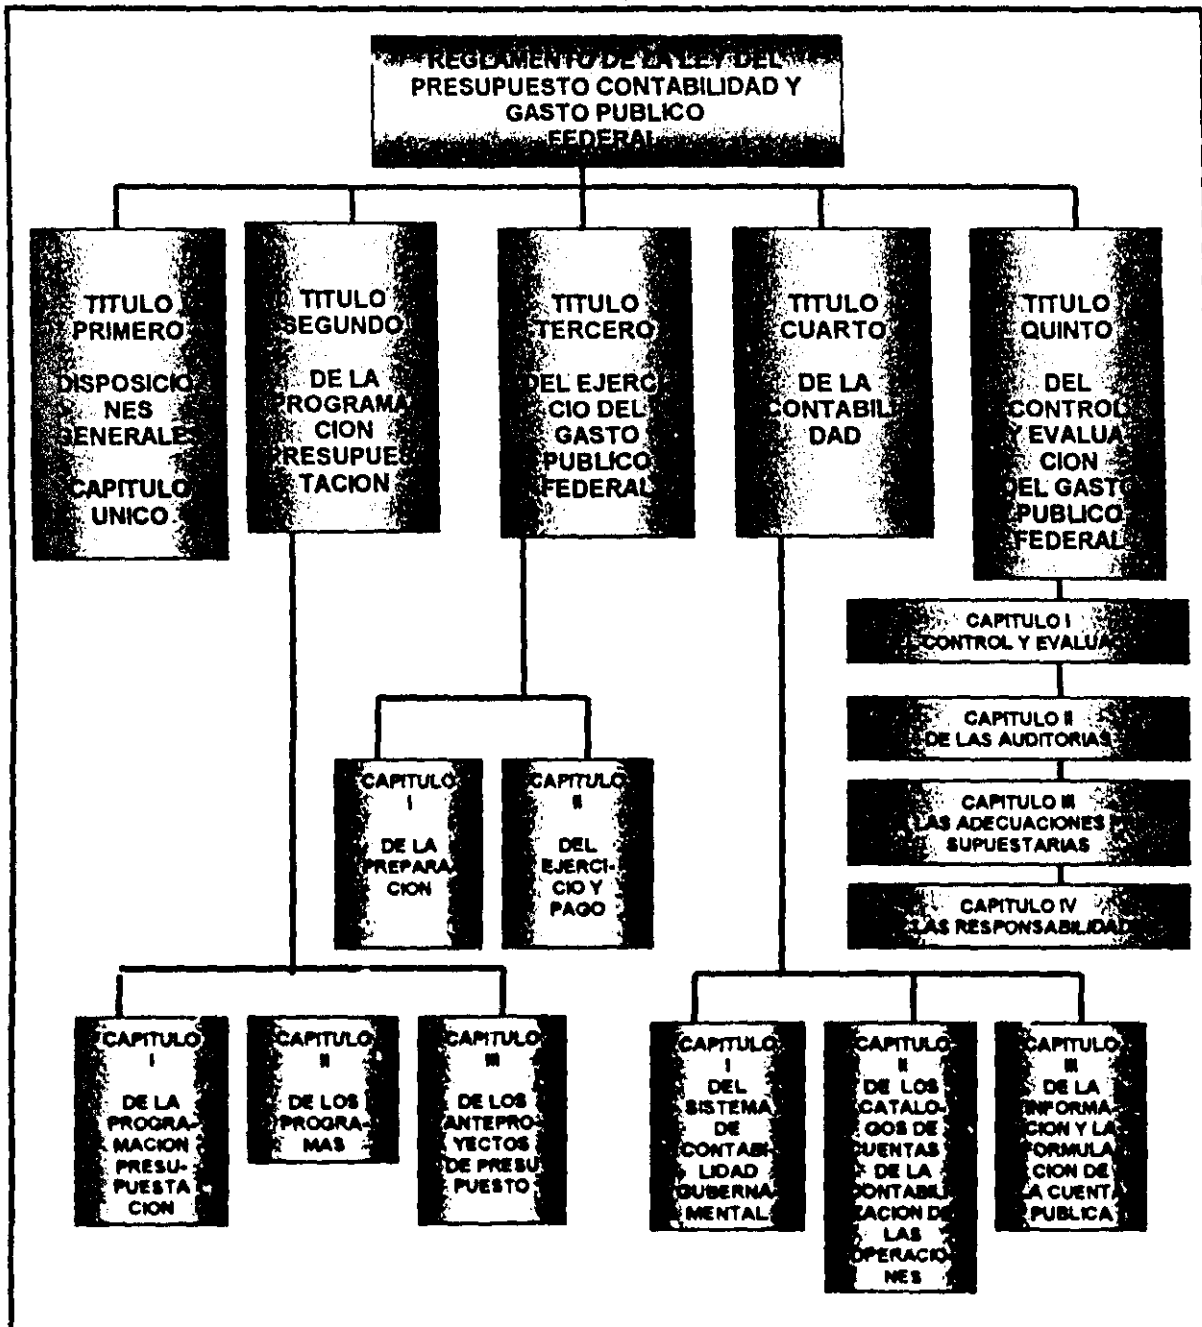 REGLAMENTO DE LA LEY DEL
PRESUPUESTO CONTABILIDAD Y
GASTO PUBLICO
FEDERAL
TITULO
PRIMERO
DISPOSICIO
NES
GENERALES
CAPITULO
UNICO
TITULO
SEGUNDO
DE LA
PROGRAMA
CION
PRESUPUES
TACION
TITULO
TERCERO
DEL EJERC
CIO DEL
GASTO
PUBLICO
FEDERAL
TITULO
CUARTO
DE LA
CONTABILI
DAD
TITULO
QUINTO
DEL
CONTROL
Y EVALUA
CION
DEL GASTO
PUBLICO
FEDERAL
CAPITULO I
CONTROL Y EVALUA
CAPITULO II
DE LAS AUDITORIAS
CAPITULO III
LAS ADECUACIONES
SUPUESTARIAS
CAPITULO IV
LAS RESPONSABILIDAD
CAPITULO
I
DE LA
PREPARA
CION
CAPITULO
II
DEL
EJERCI-
CIO Y
PAGO
CAPITULO
I
DE LA
PROGRA-
MACION
PRESU-
PUESTA
CION
CAPITULO
II
DE LOS
PROGRA-
MAS
CAPITULO
III
DE LOS
ANTEPRO-
YECTOS
DE PRESU
PUESTO
CAPITULO
I
DEL
SISTEMA
DE
CONTABI-
LIDAD
GUBERNA-
MENTAL
CAPITULO
II
DE LOS
CATALO-
GOS DE
CUENTAS
DE LA
CONTABILI
ZACION DE
LAS
OPERACIO-
NES
CAPITULO
III
DE LA
INFORMA-
CION Y LA
FORMULA
CION DE
LA CUENTA
PUBLICA